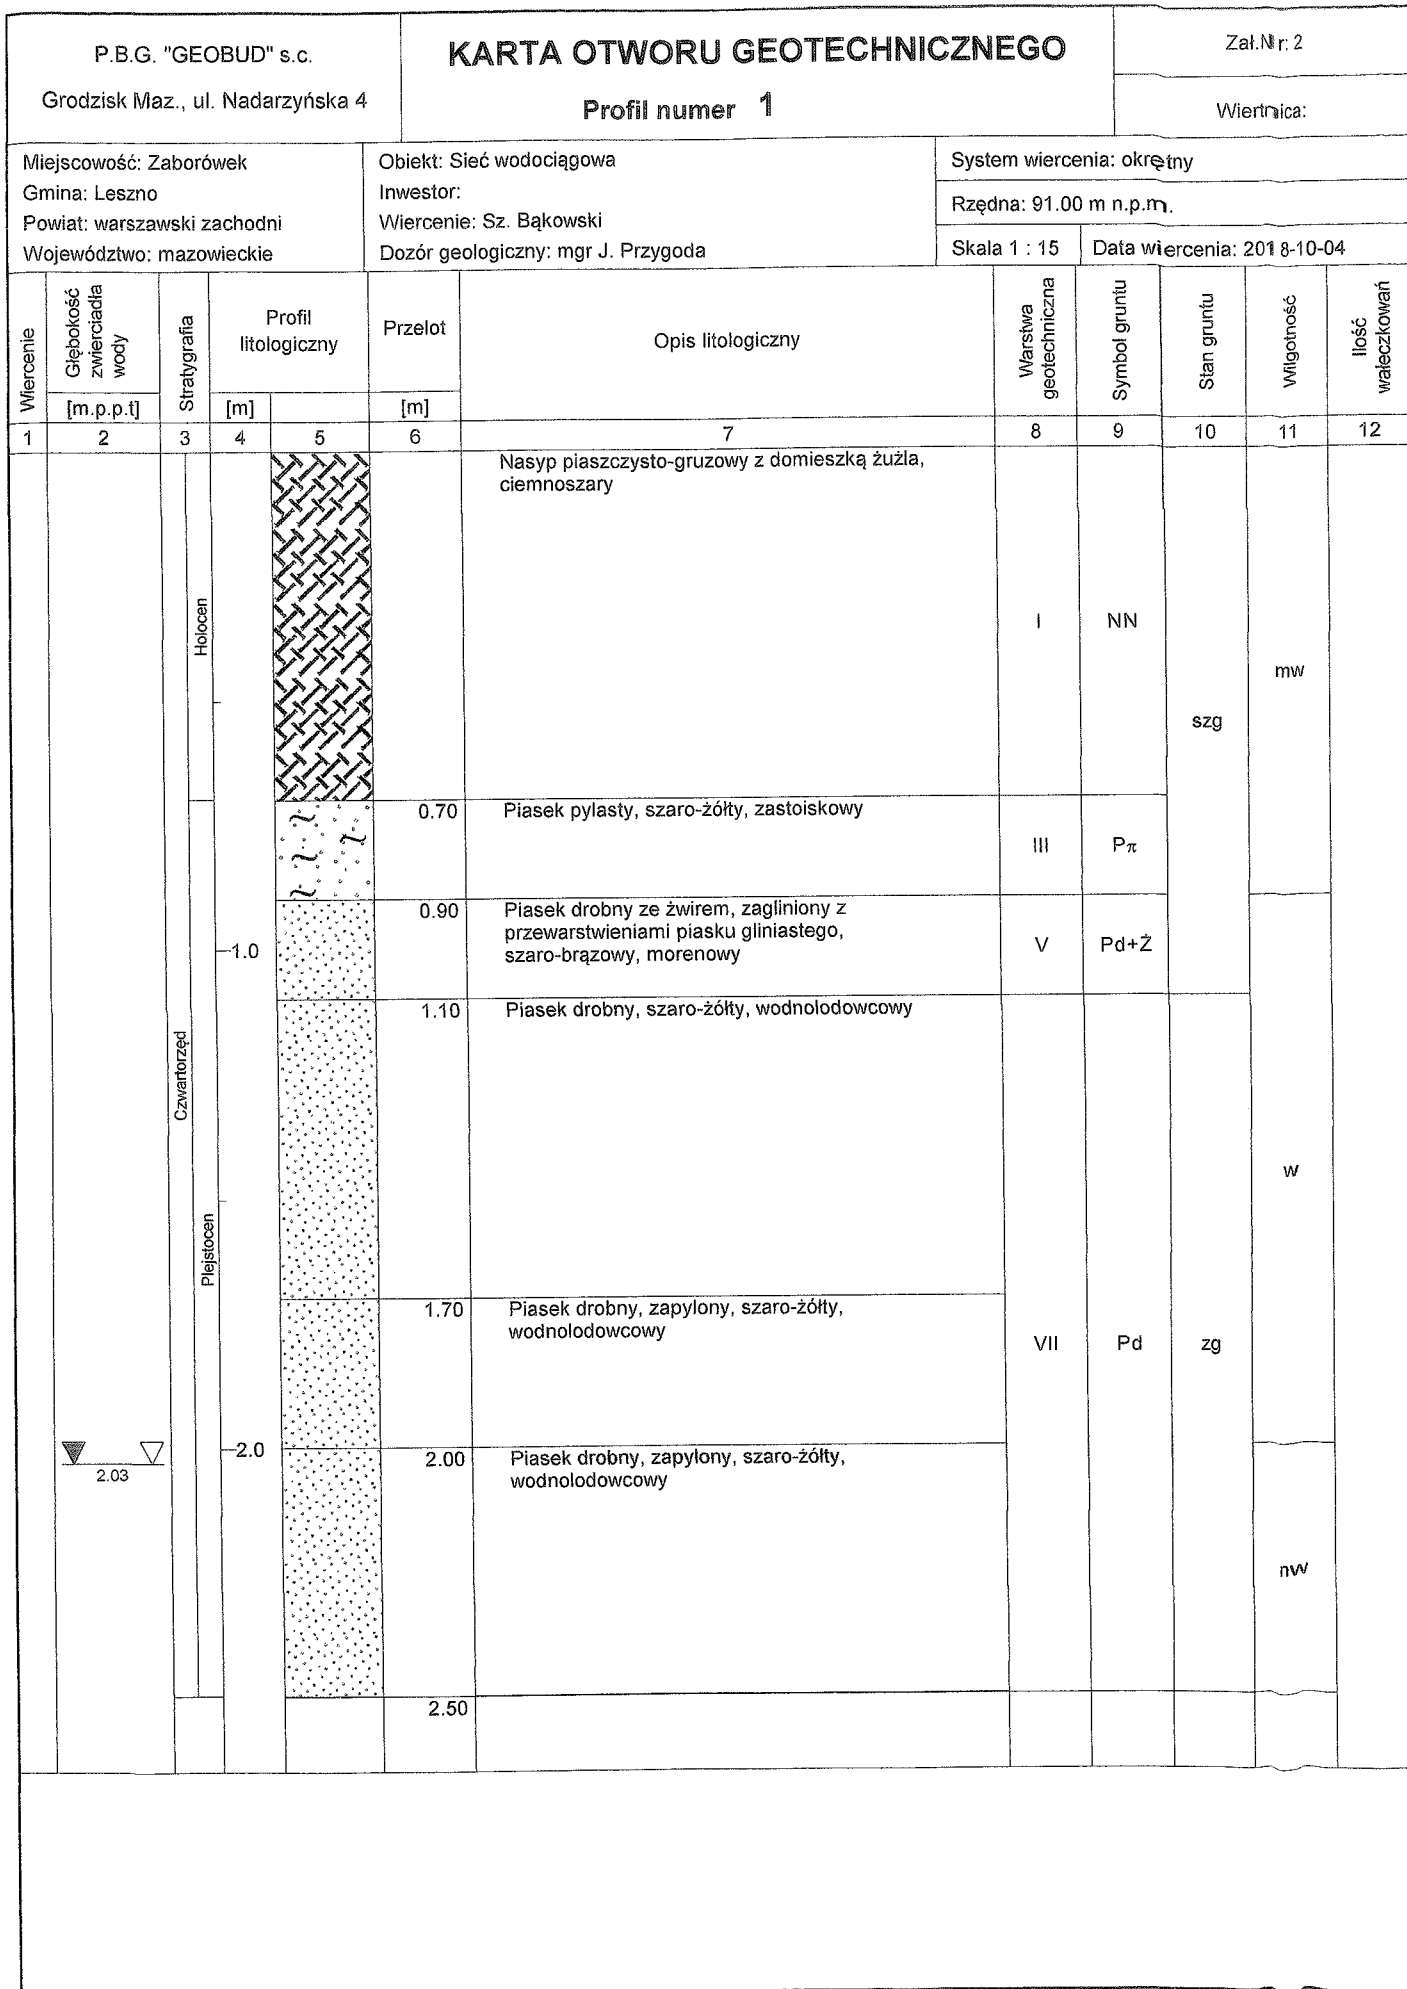 P.B.G. "GEOBUD" s.c.
Grodzisk Maz., ul. Nadarzyńska 4
KARTA OTWORU GEOTECHNICZNEGO
Profil numer 1
Zał.Nr: 2
Wiertnica:
Miejscowość: Zaborówek
Gmina: Leszno
Powiat: warszawski zachodni
Województwo: mazowieckie
Obiekt: Sieć wodociągowa
Inwestor:
Wiercenie: Sz. Bąkowski
Dozór geologiczny: mgr J. Przygoda
System wiercenia: okrętny
Rzędna: 91.00 m n.p.m.
Skala 1 : 15
Data wiercenia: 2018-10-04
Wiercenie
Głębokość
zwierciadła
wody
[m.p.p.t]
Stratygrafia
Profil
litologiczny
[m]
Przelot
[m]
Opis litologiczny
Warstwa
geotechniczna
Symbol gruntu
Stan gruntu
Wilgotność
Ilość
wałeczkowań
1 2 3 4 5 6 7 8 9 10 11 12
Nasyp piaszczysto-gruzowy z domieszką żużla,
ciemnoszary
Holocen
I NN
mw
szg
0.70 Piasek pylasty, szaro-żółty, zastoiskowy
III Pπ
0.90 Piasek drobny ze żwirem, zagliniony z
przewarstwieniami piasku gliniastego,
szaro-brązowy, morenowy
1.0
V Pd+Ż
1.10 Piasek drobny, szaro-żółty, wodnolodowcowy
Czwartorzęd
w
Plejstocen
1.70 Piasek drobny, zapylony, szaro-żółty,
wodnolodowcowy
VII Pd zg
2.03
2.0
2.00 Piasek drobny, zapylony, szaro-żółty,
wodnolodowcowy
nw
2.50